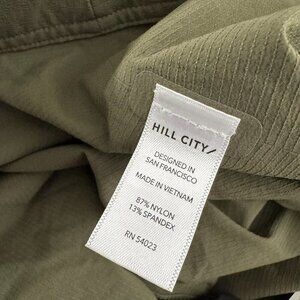 HILL CITY/
DESIGNED IN
SAN FRANCISCO
MADE IN VIETNAM
87% NYLON
13% SPANDEX
RN 54023